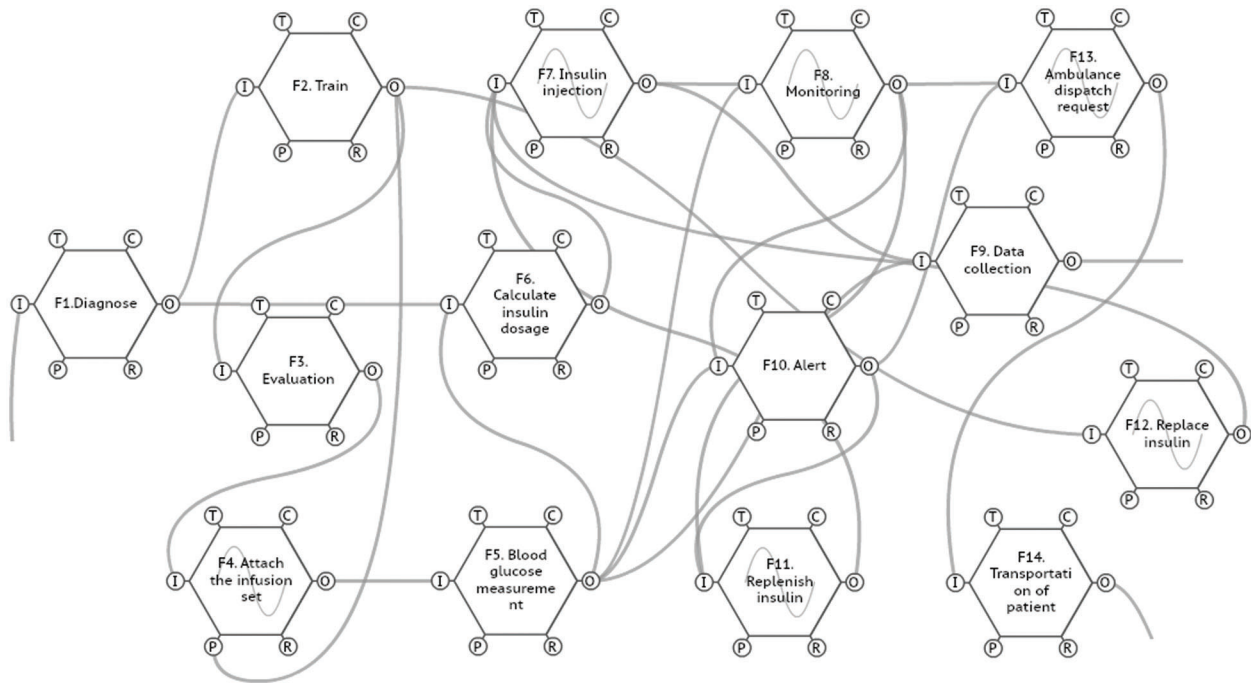 T C
F2. Train
I O
P R
T C
F7. Insulin
injection
I O
P R
T C
F8.
Monitoring
I O
P R
T C
F13.
Ambulance
dispatch
request
I O
P R
T C
F1.Diagnose
I O
P R
T C
F3.
Evaluation
I O
P R
T C
F6.
Calculate
insulin
dosage
I O
P R
T C
F9. Data
collection
I O
P R
T C
F10. Alert
I O
P R
T C
F12. Replace
insulin
I O
P R
T C
F4. Attach
the infusion
set
I O
P R
T C
F5. Blood
glucose
measureme
nt
I O
P R
T C
F11.
Replenish
insulin
I O
P R
T C
F14.
Transportati
on of
patient
I O
P R